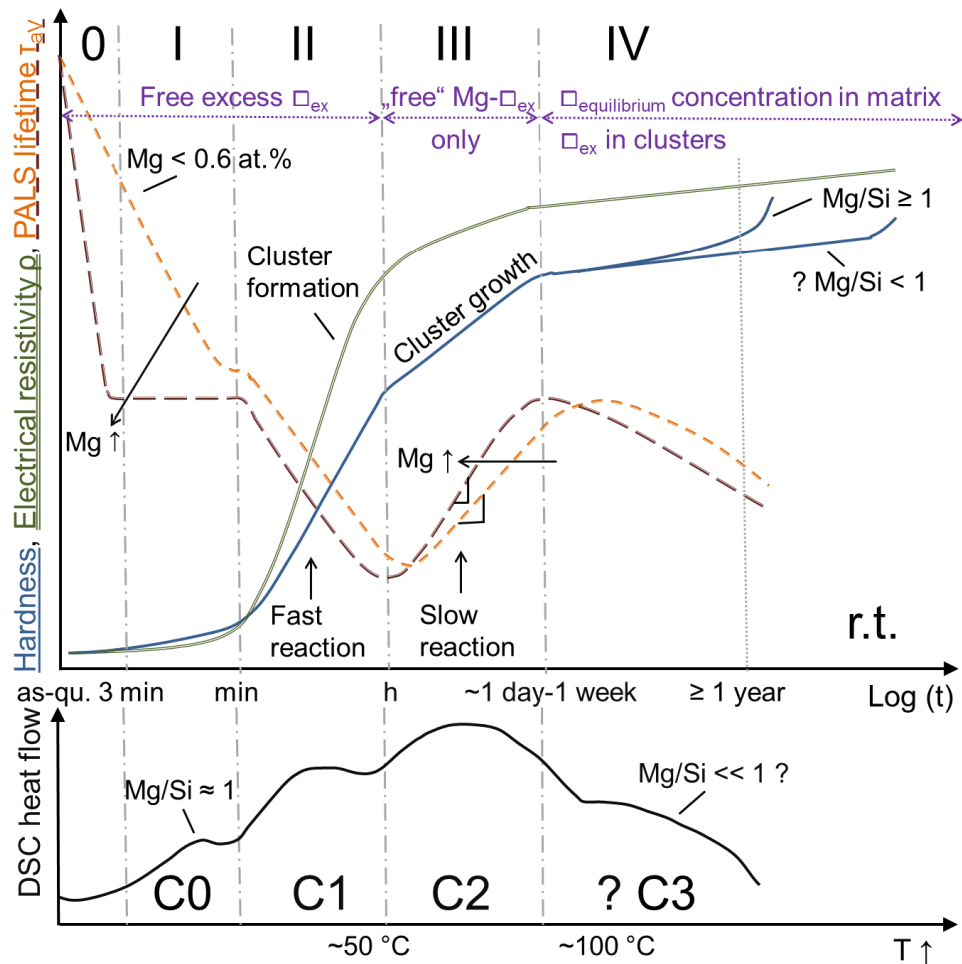 0 I II III IV
Free excess □ex
„free“ Mg-□ex
only
□equilibrium concentration in matrix
□ex in clusters
Hardness, Electrical resistivity ρ, PALS lifetime τav
Mg < 0.6 at.%
Mg/Si ≥ 1
Cluster
formation
Cluster growth
? Mg/Si < 1
Mg ↑
Mg ↑
Fast
reaction
Slow
reaction
r.t.
as-qu. 3 min min h ~1 day-1 week ≥ 1 year
Log (t)
DSC heat flow
Mg/Si ≈ 1
Mg/Si << 1 ?
C0 C1 C2 ? C3
~50 °C ~100 °C T ↑